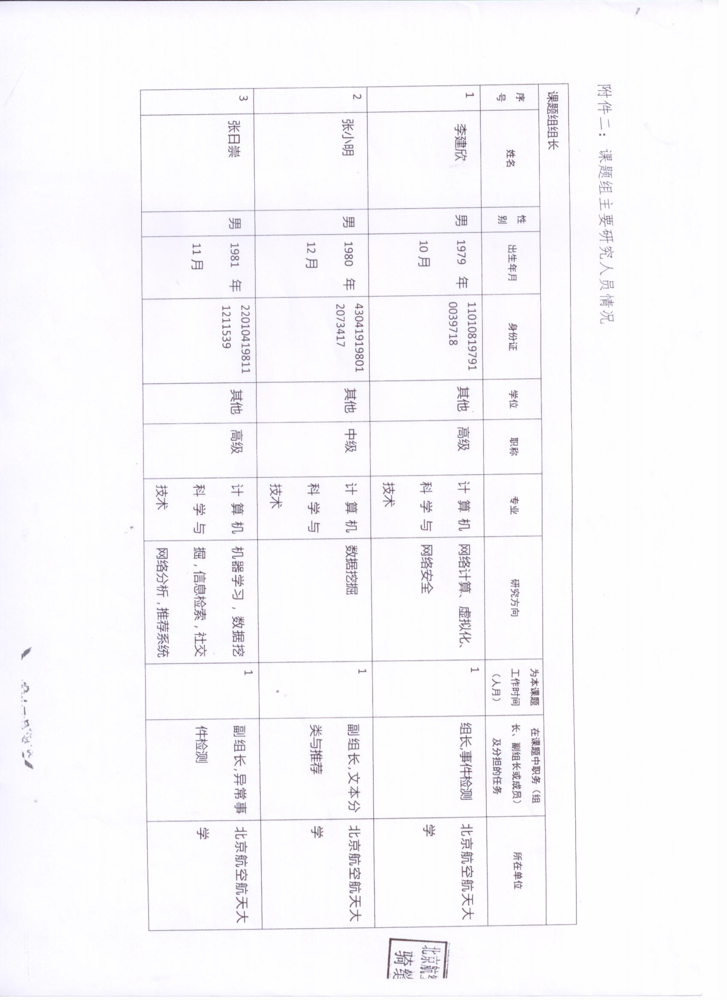 附件二：课题组主要研究人员情况
课题组组长
序号 姓名 性别 出生年月 身份证 学位 职称 专业 研究方向 为本课题工作时间（人月） 在课题中职务（组长、副组长或成员）及分担的任务 所在单位
1 李建欣 男 1979 年 10月 110108197910039718 其他 高级 计算机科学与技术 网络计算、虚拟化、网络安全 1 组长,事件检测 北京航空航天大学
2 张小明 男 1980 年 12月 430419198012073417 其他 中级 计算机科学与技术 数据挖掘 1 副组长,文本分类与推荐 北京航空航天大学
3 张日崇 男 1981 年 11月 220104198111211539 其他 高级 计算机科学与技术 机器学习，数据挖掘，信息检索，社交网络分析，推荐系统 1 副组长,异常事件检测 北京航空航天大学
北京航
骑缝